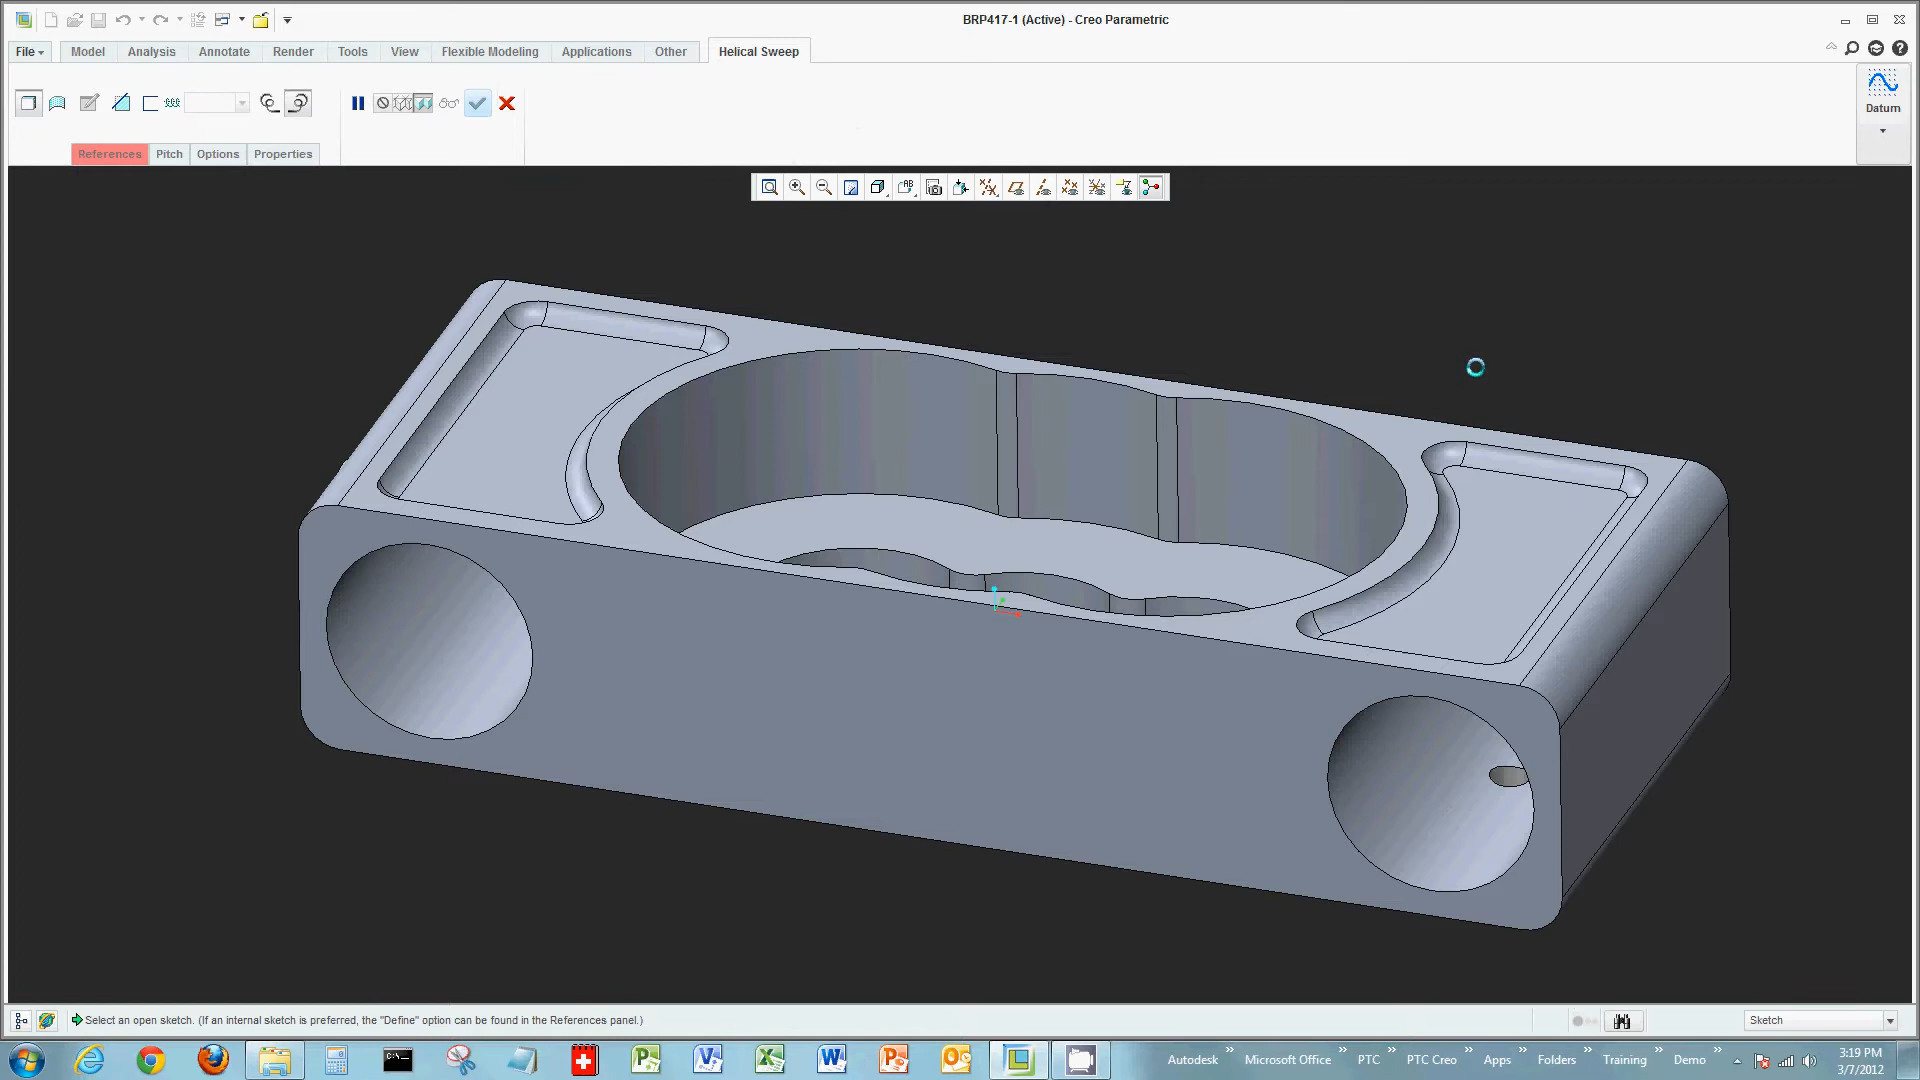 BRP417-1 (Active) - Creo Parametric
File Model Analysis Annotate Render Tools View Flexible Modeling Applications Other Helical Sweep
Datum
References Pitch Options Properties
Select an open sketch. (If an internal sketch is preferred, the "Define" option can be found in the References panel.)
Sketch
Autodesk » Microsoft Office » PTC » PTC Creo » Apps » Folders » Training » Demo »
3:19 PM
3/7/2012